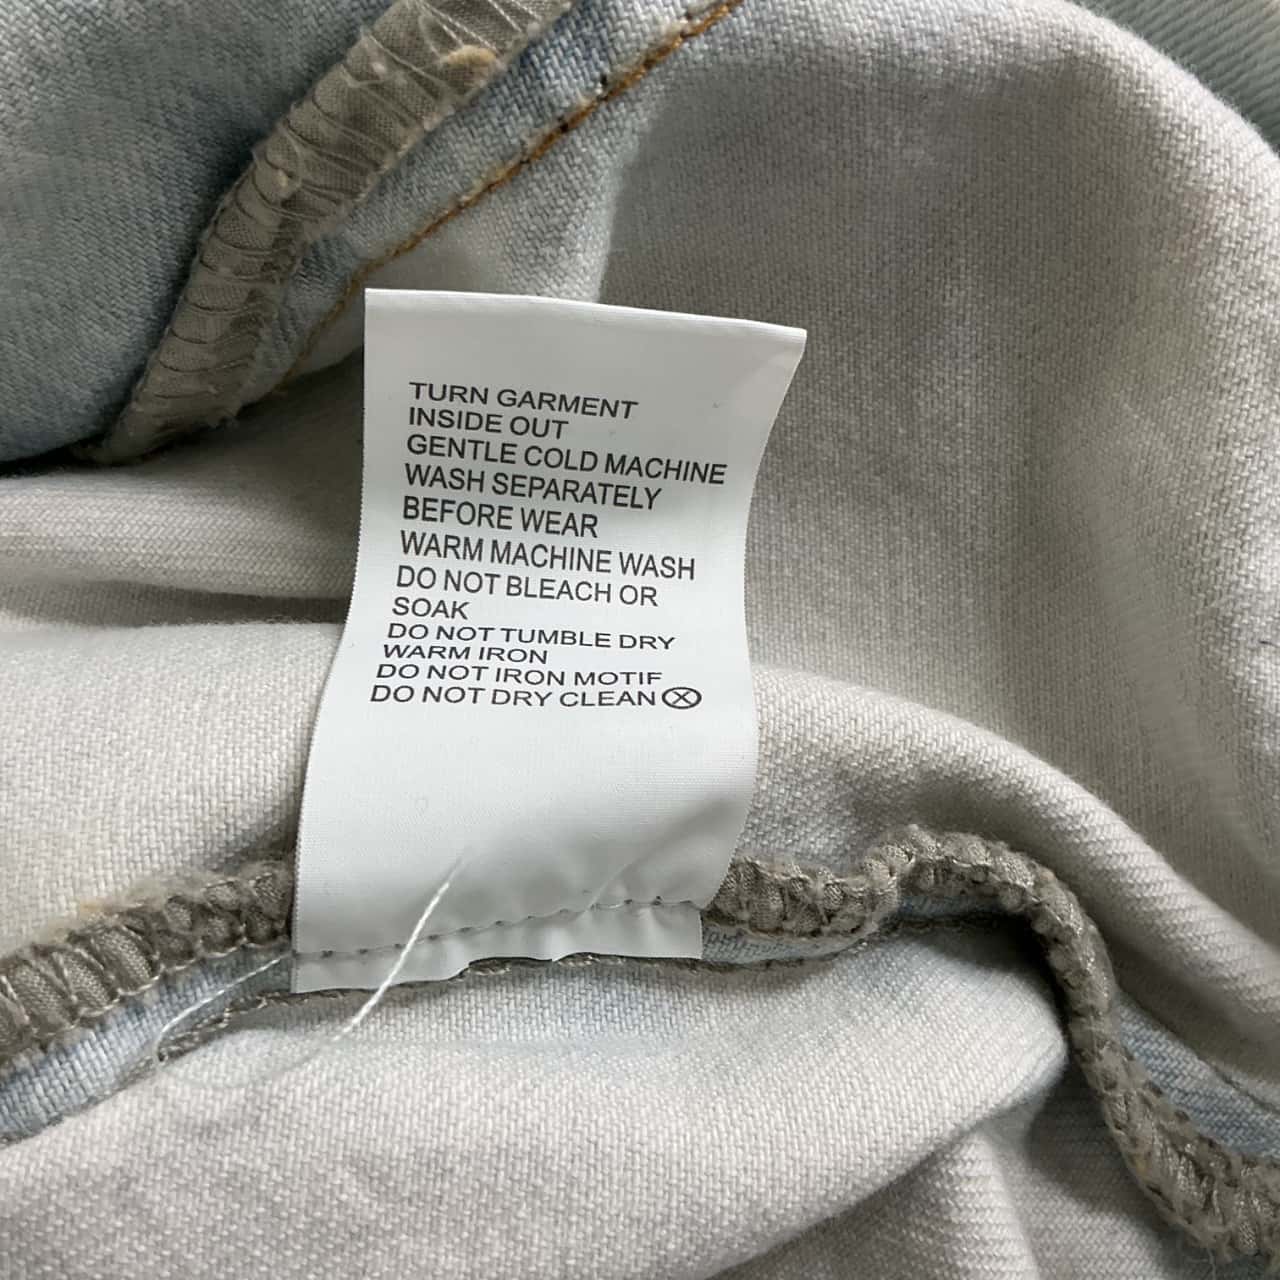 TURN GARMENT
INSIDE OUT
GENTLE COLD MACHINE
WASH SEPARATELY
BEFORE WEAR
WARM MACHINE WASH
DO NOT BLEACH OR
SOAK
DO NOT TUMBLE DRY
WARM IRON
DO NOT IRON MOTIF
DO NOT DRY CLEAN